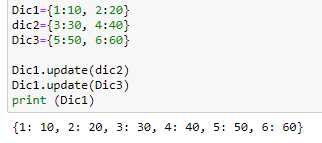 Dic1={1:10, 2:20}
dic2={3:30, 4:40}
Dic3={5:50, 6:60}
Dic1.update(dic2)
Dic1.update(Dic3)
print (Dic1)
{1: 10, 2: 20, 3: 30, 4: 40, 5: 50, 6: 60}